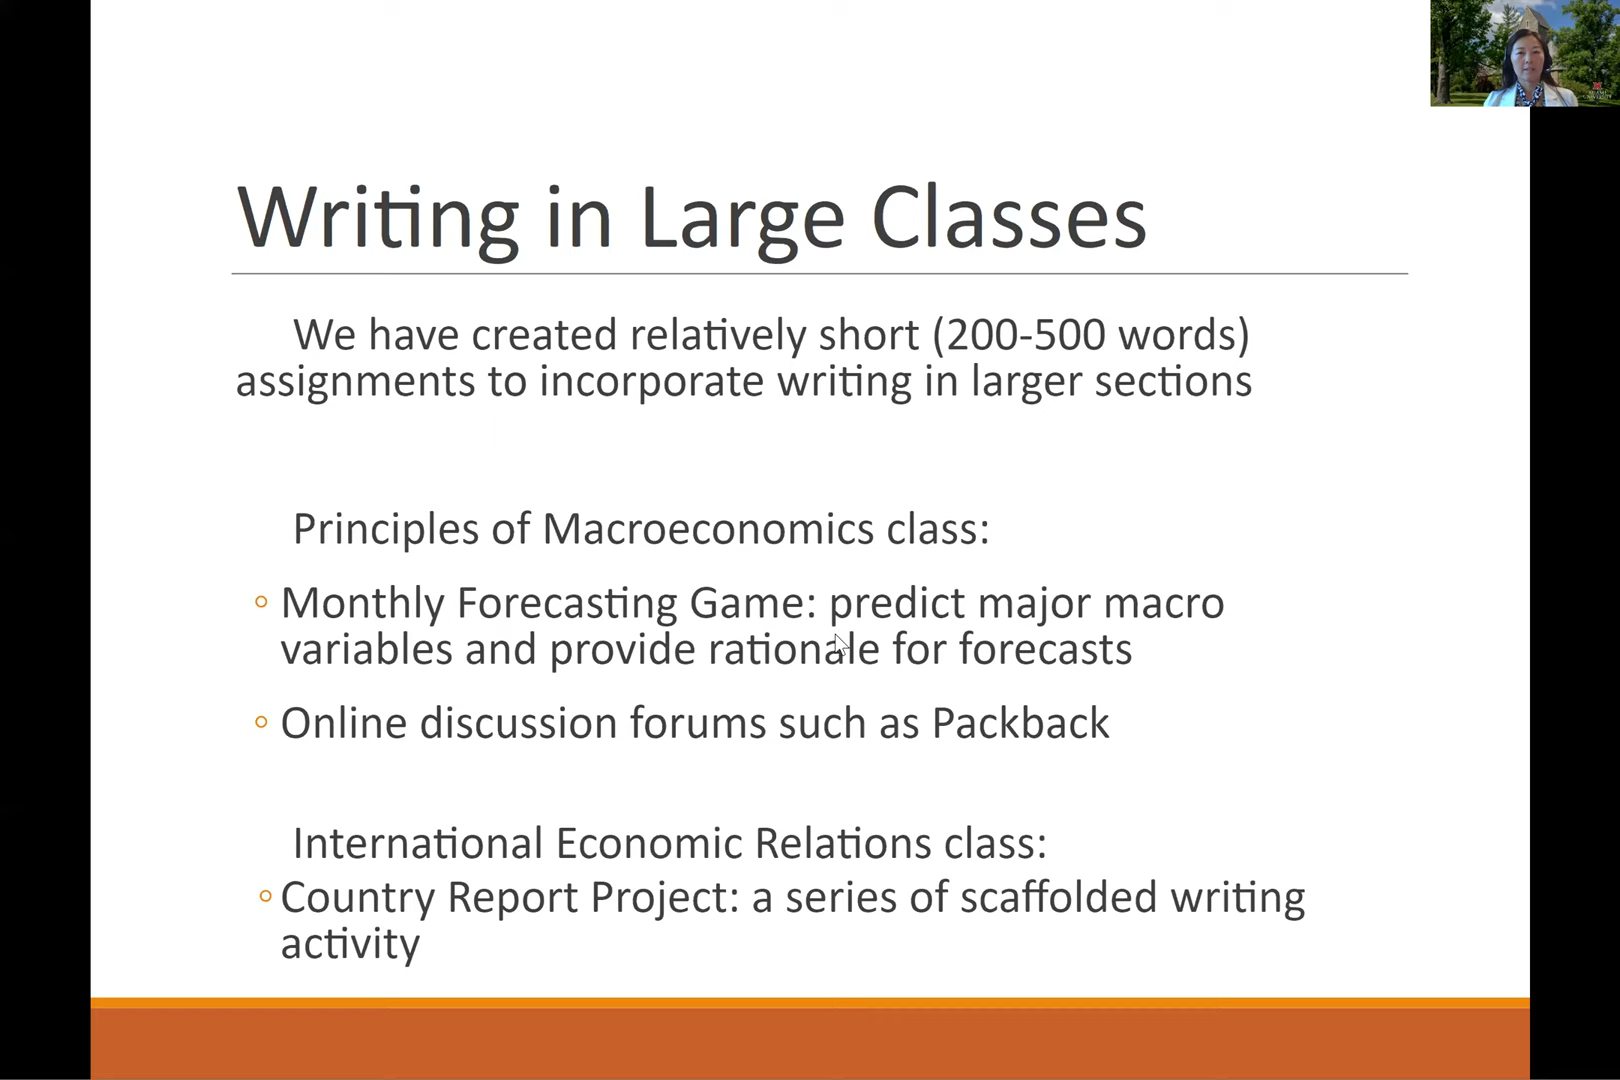 Writing in Large Classes
We have created relatively short (200-500 words)
assignments to incorporate writing in larger sections
Principles of Macroeconomics class:
Monthly Forecasting Game: predict major macro
variables and provide rationale for forecasts
Online discussion forums such as Packback
International Economic Relations class:
Country Report Project: a series of scaffolded writing
activity